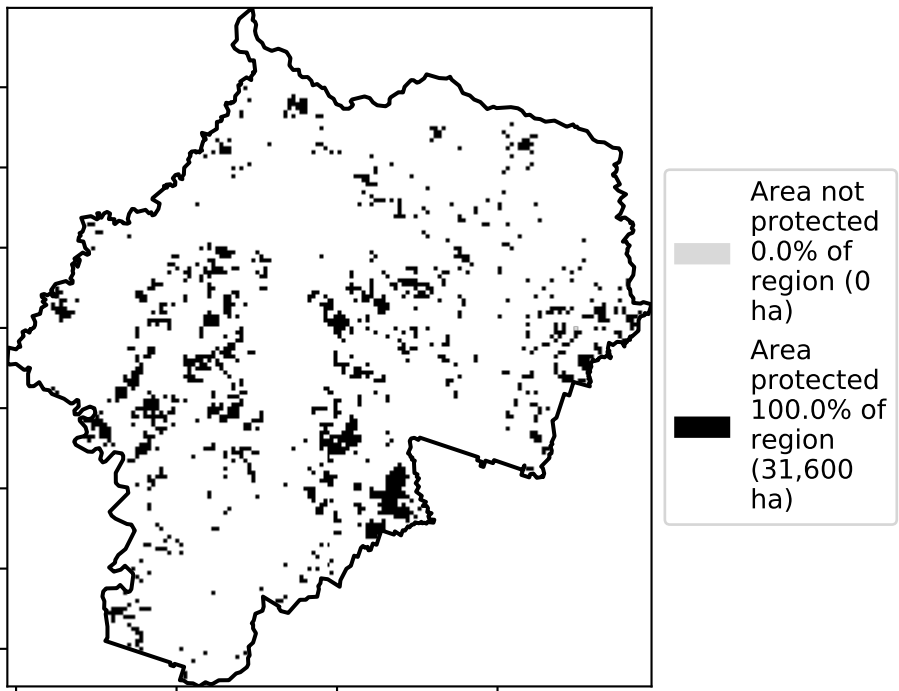 Area not
protected
0.0% of
region (0
ha)
Area
protected
100.0% of
region
(31,600
ha)